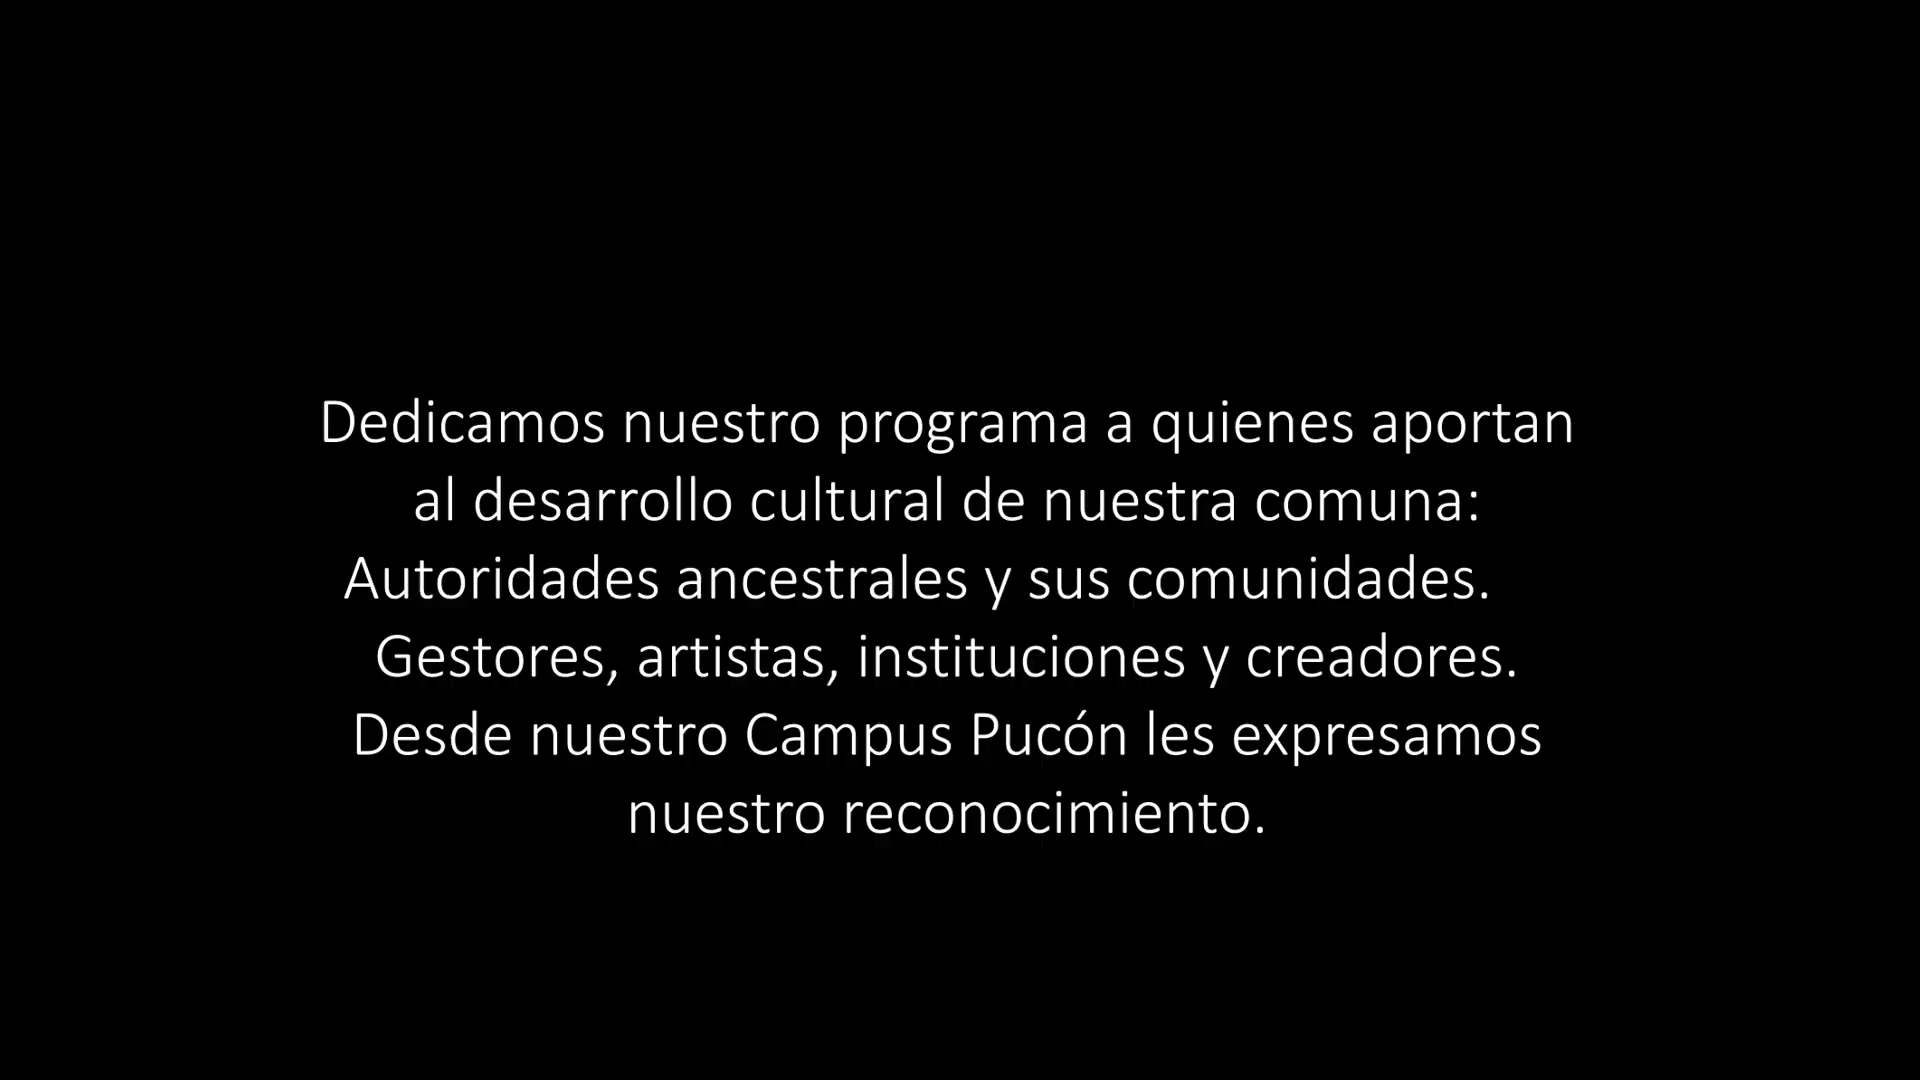 Dedicamos nuestro programa a quienes aportan
al desarrollo cultural de nuestra comuna:
Autoridades ancestrales y sus comunidades.
Gestores, artistas, instituciones y creadores.
Desde nuestro Campus Pucón les expresamos
nuestro reconocimiento.